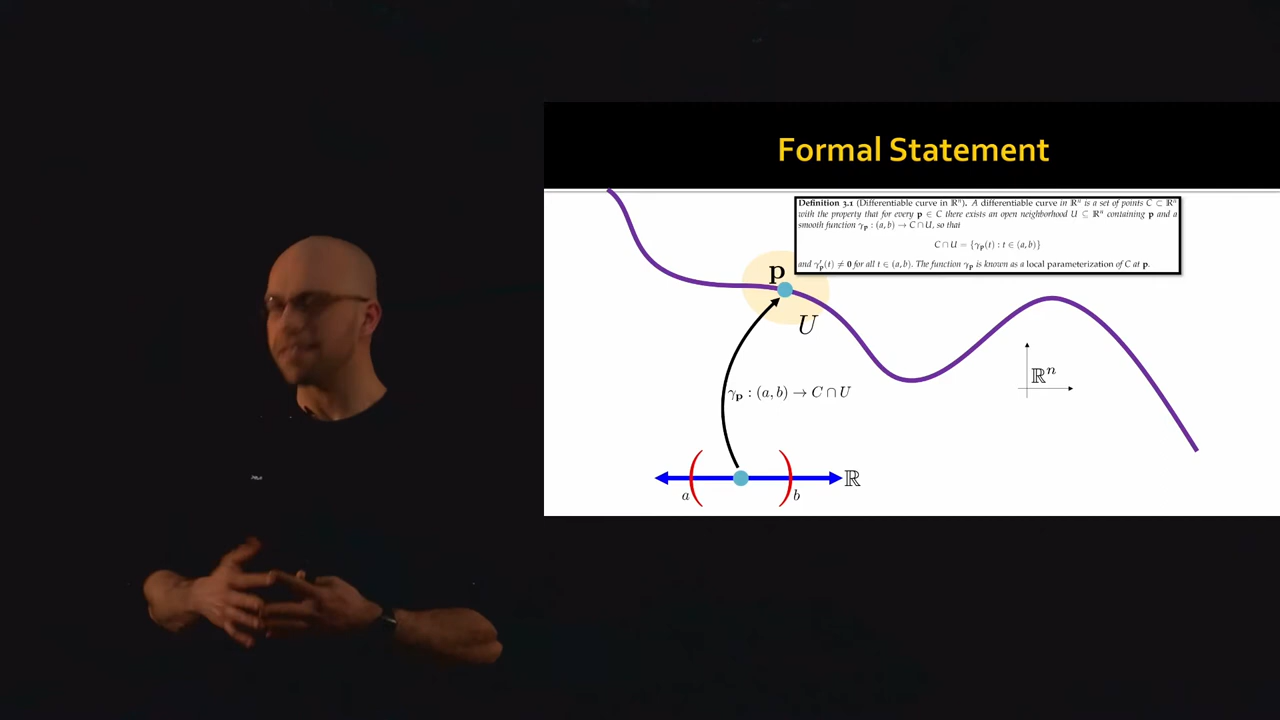 Formal Statement
Definition 3.1 (Differentiable curve in ℝⁿ). A differentiable curve in ℝⁿ is a set of points C ⊂ ℝⁿ
with the property that for every p ∈ C there exists an open neighborhood U ⊆ ℝⁿ containing p and a
smooth function γₚ : (a, b) → C ∩ U, so that
C ∩ U = {γₚ(t) : t ∈ (a, b)}
and γ′ₚ(t) ≠ 0 for all t ∈ (a, b). The function γₚ is known as a local parameterization of C at p.
p
U
ℝⁿ
γₚ : (a, b) → C ∩ U
ℝ
a
b